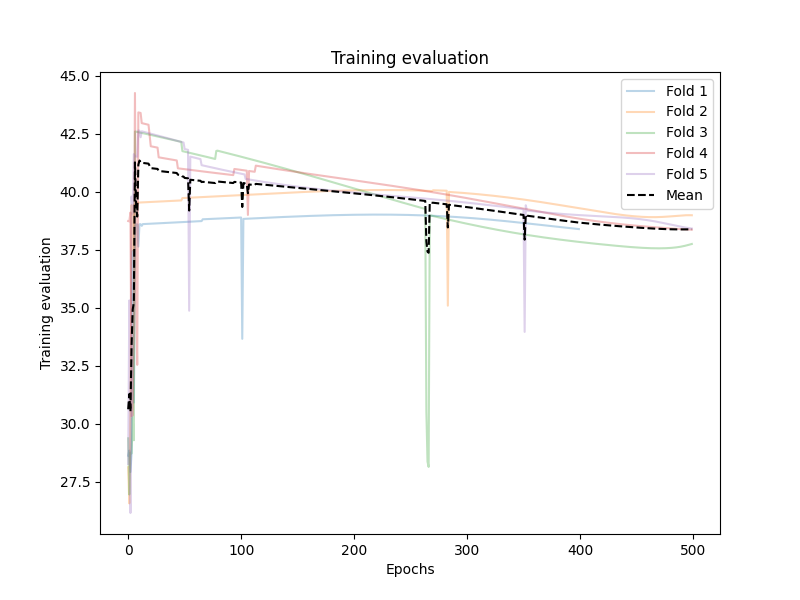 Training evaluation
45.0
42.5
40.0
37.5
35.0
32.5
30.0
27.5
Training evaluation
Fold 1
Fold 2
Fold 3
Fold 4
Fold 5
Mean
0
100
200
300
400
500
Epochs